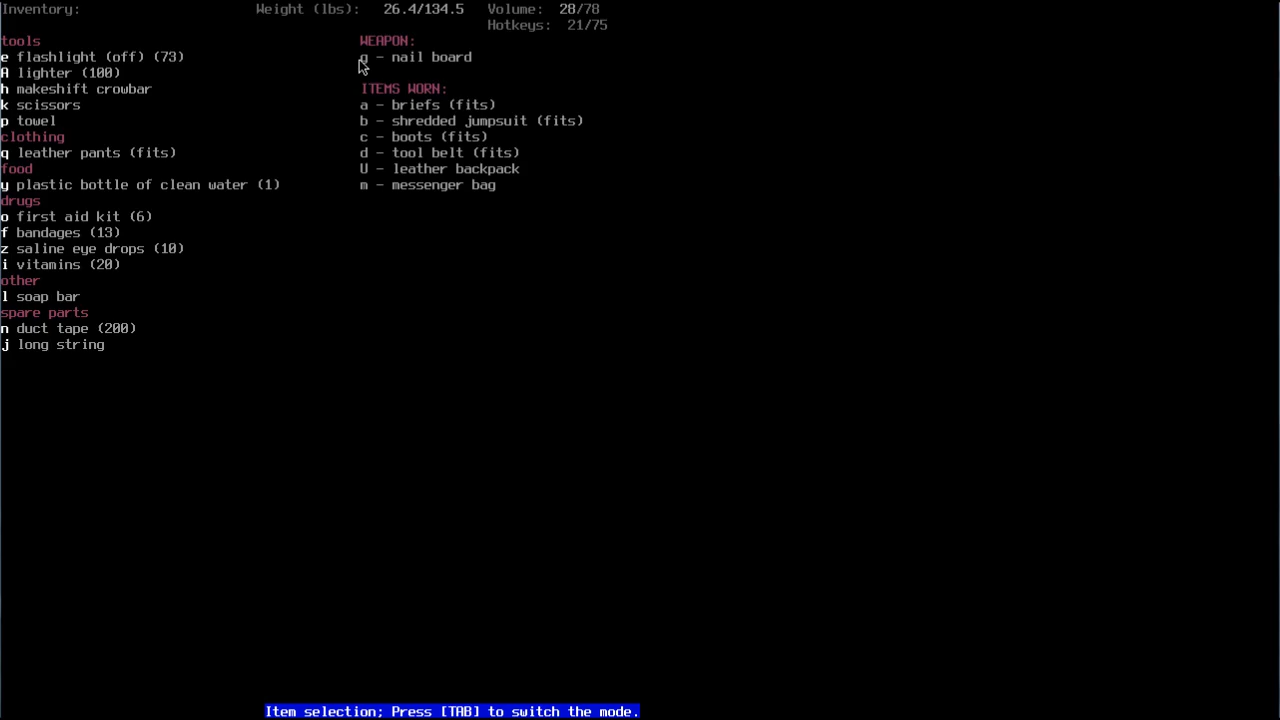 Inventory: Weight (lbs): 26.4/134.5 Volume: 28/78
Hotkeys: 21/75
tools
e flashlight (off) (73)
A lighter (100)
h makeshift crowbar
k scissors
p towel
clothing
q leather pants (fits)
food
y plastic bottle of clean water (1)
drugs
o first aid kit (6)
f bandages (13)
z saline eye drops (10)
i vitamins (20)
other
l soap bar
spare parts
n duct tape (200)
j long string
WEAPON:
- nail board
ITEMS WORN:
a - briefs (fits)
b - shredded jumpsuit (fits)
c - boots (fits)
d - tool belt (fits)
U - leather backpack
m - messenger bag
Item selection; Press [TAB] to switch the mode.